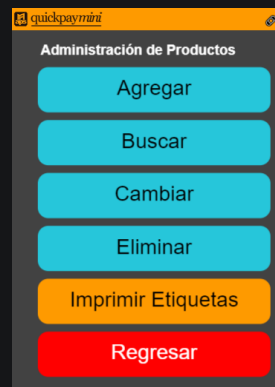 quickpaymini
Administración de Productos
Agregar
Buscar
Cambiar
Eliminar
Imprimir Etiquetas
Regresar